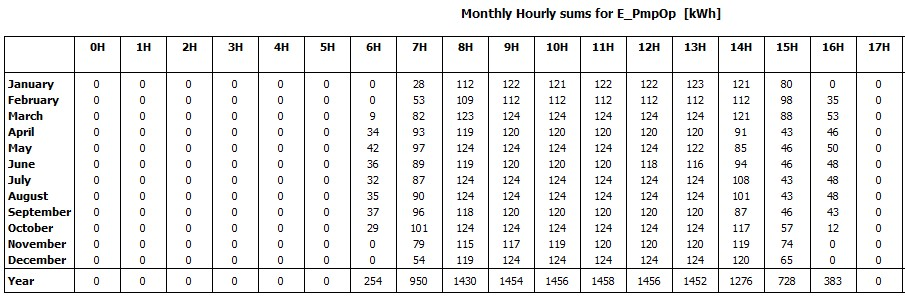 Monthly Hourly sums for E_PmpOp [kWh]
0H 1H 2H 3H 4H 5H 6H 7H 8H 9H 10H 11H 12H 13H 14H 15H 16H 17H
January 0 0 0 0 0 0 0 28 112 122 121 122 122 123 121 80 0 0
February 0 0 0 0 0 0 0 53 109 112 112 112 112 112 112 98 35 0
March 0 0 0 0 0 0 9 82 123 124 124 124 124 124 121 88 53 0
April 0 0 0 0 0 0 34 93 119 120 120 120 120 120 91 43 46 0
May 0 0 0 0 0 0 42 97 124 124 124 124 124 122 85 46 50 0
June 0 0 0 0 0 0 36 89 119 120 120 120 118 116 94 46 48 0
July 0 0 0 0 0 0 32 87 124 124 124 124 124 124 108 43 48 0
August 0 0 0 0 0 0 35 90 124 124 124 124 124 124 101 43 48 0
September 0 0 0 0 0 0 37 96 118 120 120 120 120 120 87 46 43 0
October 0 0 0 0 0 0 29 101 124 124 124 124 124 124 117 57 12 0
November 0 0 0 0 0 0 0 79 115 117 119 120 120 120 119 74 0 0
December 0 0 0 0 0 0 0 54 119 124 124 124 124 124 120 65 0 0
Year 0 0 0 0 0 0 254 950 1430 1454 1456 1458 1456 1452 1276 728 383 0